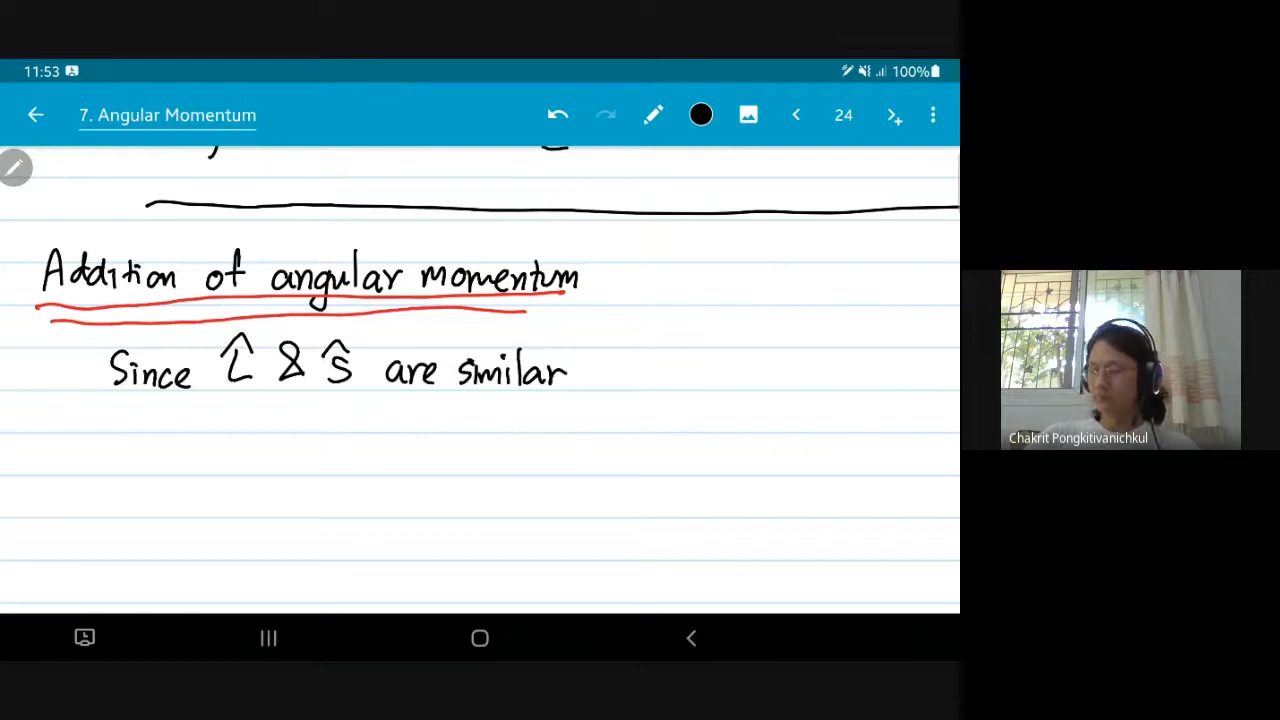 11:53 100%
7. Angular Momentum 24
Addition of angular momentum
Since L̂ & Ŝ are similar
Chakrit Pongkitivanichkul